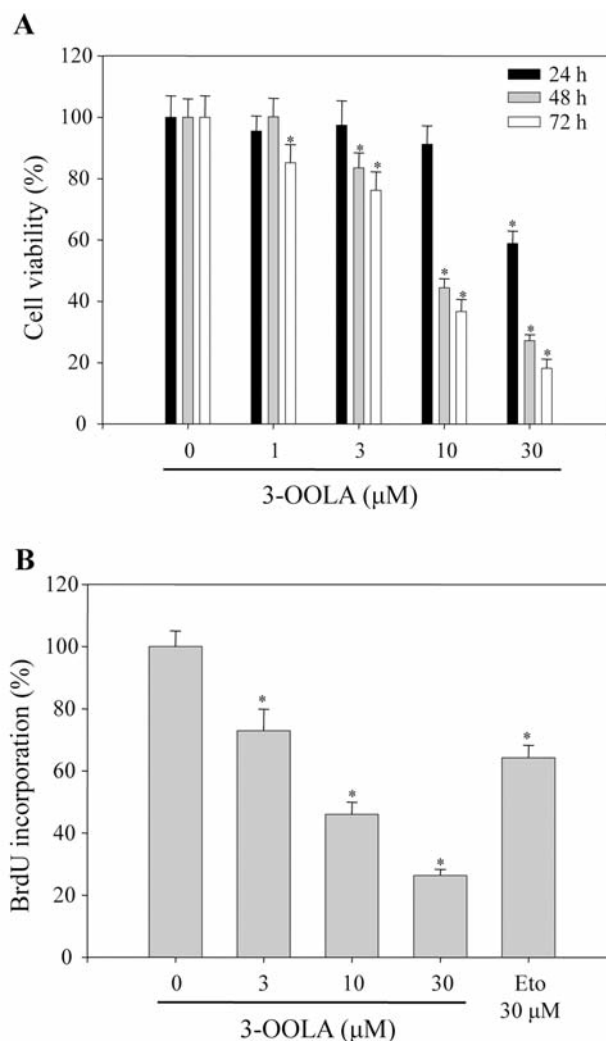 A
120
100
80
60
40
20
0
Cell viability (%)
24 h
48 h
72 h
*
* *
* *
* * *
0 1 3 10 30
3-OOLA (μM)
B
120
100
80
60
40
20
0
BrdU incorporation (%)
* * * *
0 3 10 30 Eto
30 μM
3-OOLA (μM)